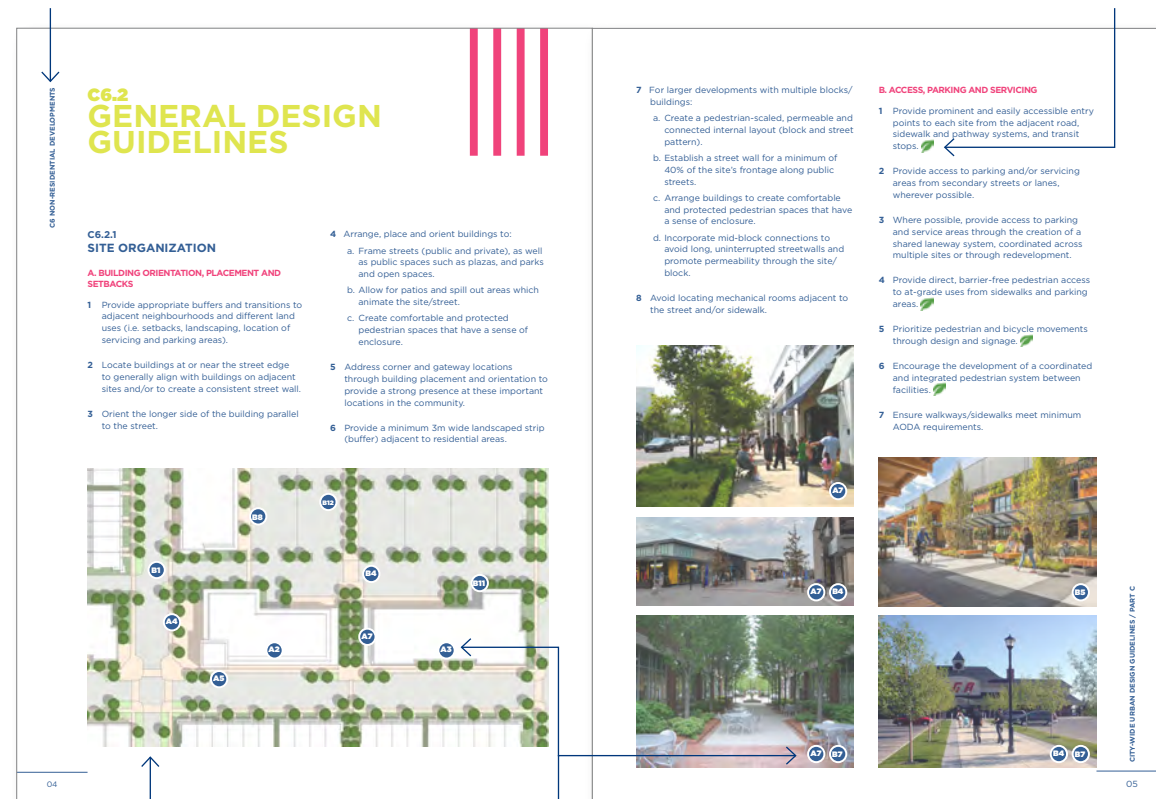 C6 NON-RESIDENTIAL DEVELOPMENTS
C6.2
GENERAL DESIGN
GUIDELINES
C6.2.1
SITE ORGANIZATION
A. BUILDING ORIENTATION, PLACEMENT AND
SETBACKS
1 Provide appropriate buffers and transitions to
adjacent neighbourhoods and different land
uses (i.e. setbacks, landscaping, location of
servicing and parking areas).
2 Locate buildings at or near the street edge
to generally align with buildings on adjacent
sites and/or to create a consistent street wall.
3 Orient the longer side of the building parallel
to the street.
4 Arrange, place and orient buildings to:
a. Frame streets (public and private), as well
as public spaces such as plazas, and parks
and open spaces.
b. Allow for patios and spill out areas which
animate the site/street.
c. Create comfortable and protected
pedestrian spaces that have a sense of
enclosure.
5 Address corner and gateway locations
through building placement and orientation to
provide a strong presence at these important
locations in the community.
6 Provide a minimum 3m wide landscaped strip
(buffer) adjacent to residential areas.
B12
B8
B1
B4
B11
A4
A7
A2
A3
A5
04
7 For larger developments with multiple blocks/
buildings:
a. Create a pedestrian-scaled, permeable and
connected internal layout (block and street
pattern).
b. Establish a street wall for a minimum of
40% of the site's frontage along public
streets.
c. Arrange buildings to create comfortable
and protected pedestrian spaces that have
a sense of enclosure.
d. Incorporate mid-block connections to
avoid long, uninterrupted streetwalls and
promote permeability through the site/
block.
8 Avoid locating mechanical rooms adjacent to
the street and/or sidewalk.
A7
A7 B4
A7 B7
B. ACCESS, PARKING AND SERVICING
1 Provide prominent and easily accessible entry
points to each site from the adjacent road,
sidewalk and pathway systems, and transit
stops.
2 Provide access to parking and/or servicing
areas from secondary streets or lanes,
wherever possible.
3 Where possible, provide access to parking
and service areas through the creation of a
shared laneway system, coordinated across
multiple sites or through redevelopment.
4 Provide direct, barrier-free pedestrian access
to at-grade uses from sidewalks and parking
areas.
5 Prioritize pedestrian and bicycle movements
through design and signage.
6 Encourage the development of a coordinated
and integrated pedestrian system between
facilities.
7 Ensure walkways/sidewalks meet minimum
AODA requirements.
B5
B4 B7
CITY-WIDE URBAN DESIGN GUIDELINES / PART C
05